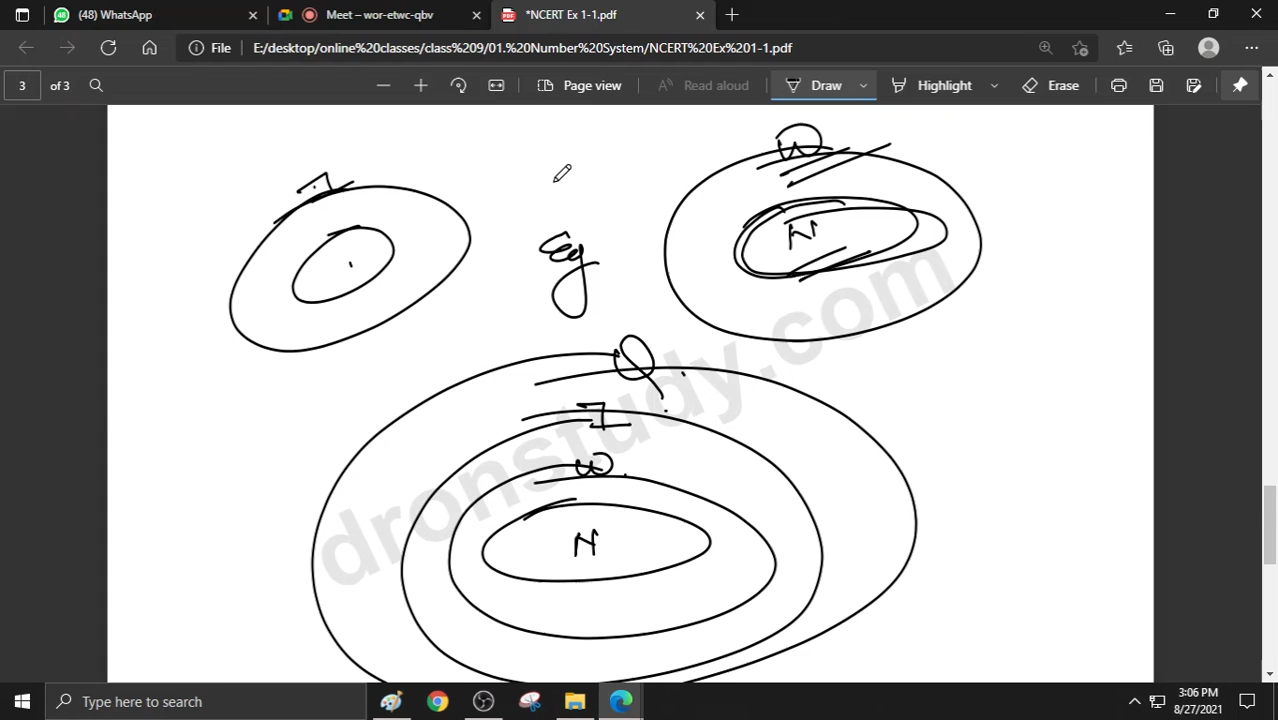 (48) WhatsApp
Meet – wor-etwc-qbv
*NCERT Ex 1-1.pdf
File
E:/desktop/online%20classes/class%209/01.%20Number%20System/NCERT%20Ex%201-1.pdf
3
of 3
Page view
Read aloud
Draw
Highlight
Erase
W
I
N
Eg
Q
I
W
N
dronstudy.com
Type here to search
3:06 PM
8/27/2021